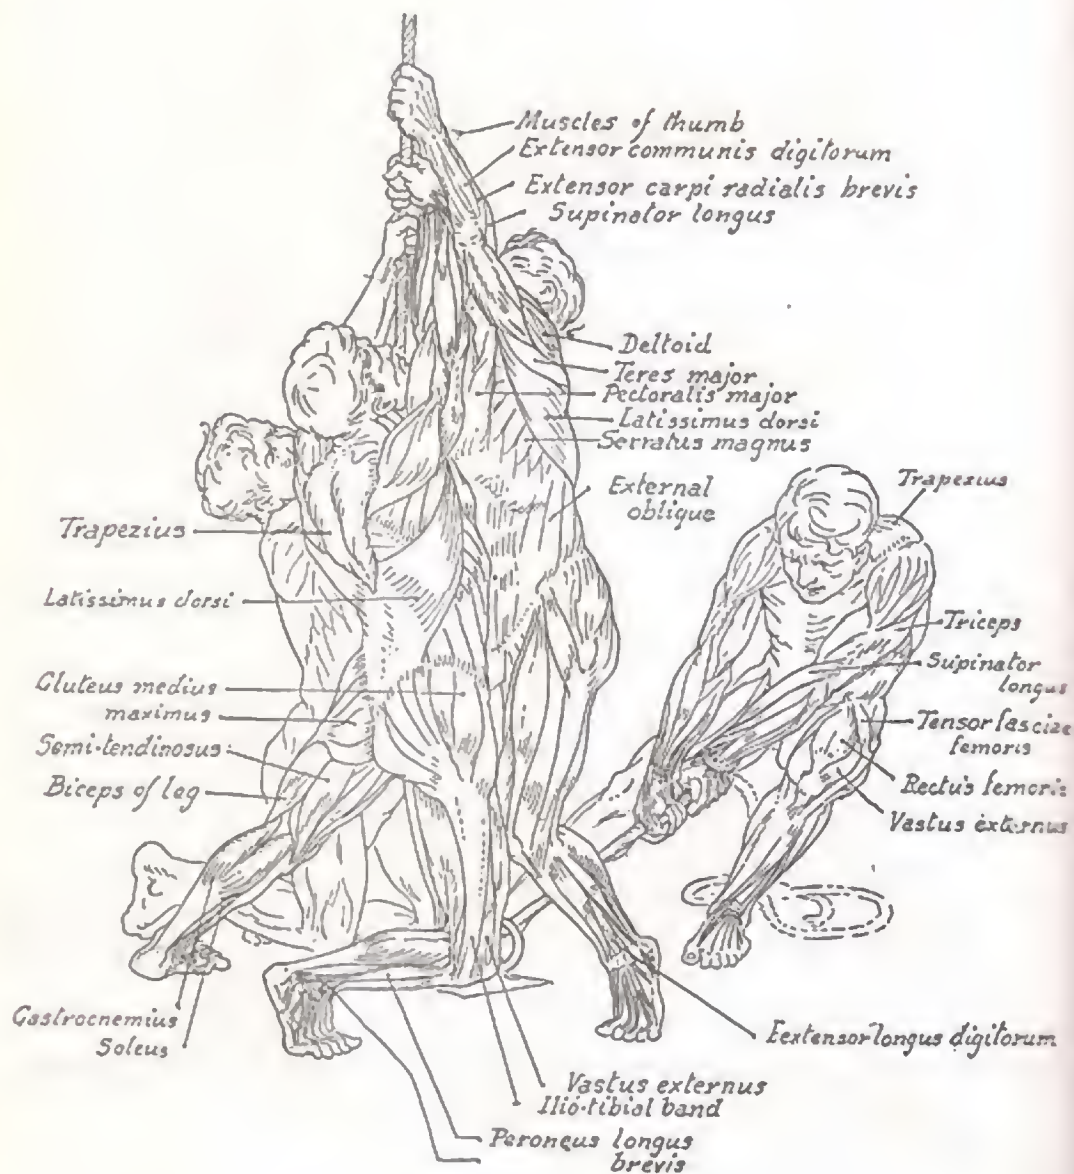 Muscles of thumb
Extensor communis digitorum
Extensor carpi radialis brevis
Supinator longus
Deltoid
Teres major
Pectoralis major
Latissimus dorsi
Serratus magnus
External
oblique
Trapezius
Trapezius
Latissimus dorsi
Triceps
Supinator
longus
Gluteus medius
maximus
Tensor fasciae
femoris
Semi-tendinosus
Rectus femoris
Biceps of leg
Vastus externus
Gastrocnemius
Soleus
Eextensor longus digitorum
Vastus externus
Ilio-tibial band
Peroneus longus
brevis